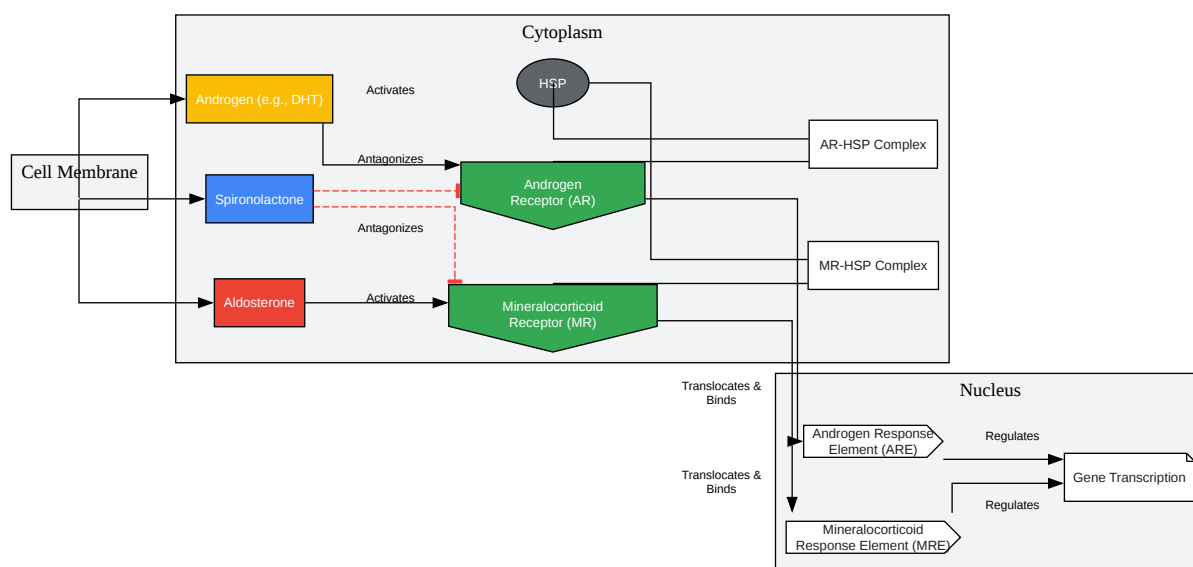 Cytoplasm
HSP
Androgen (e.g., DHT)
Activates
AR-HSP Complex
Antagonizes
Cell Membrane
Androgen
Receptor (AR)
Spironolactone
Antagonizes
MR-HSP Complex
Aldosterone
Activates
Mineralocorticoid
Receptor (MR)
Translocates &
Binds
Nucleus
Androgen Response
Element (ARE)
Regulates
Translocates &
Binds
Gene Transcription
Regulates
Mineralocorticoid
Response Element (MRE)